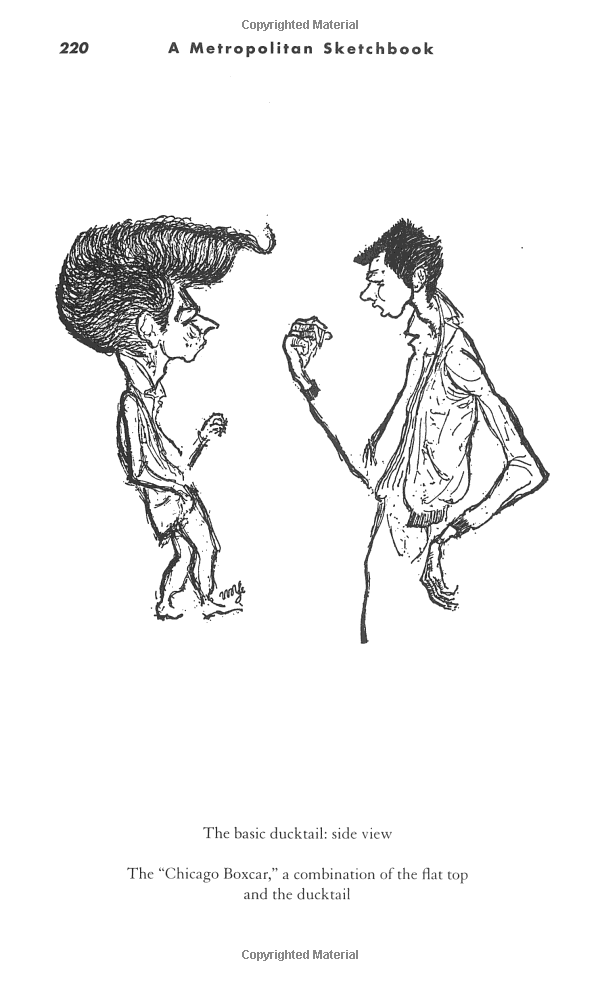 Copyrighted Material
220 A Metropolitan Sketchbook
The basic ducktail: side view
The “Chicago Boxcar,” a combination of the flat top
and the ducktail
Copyrighted Material